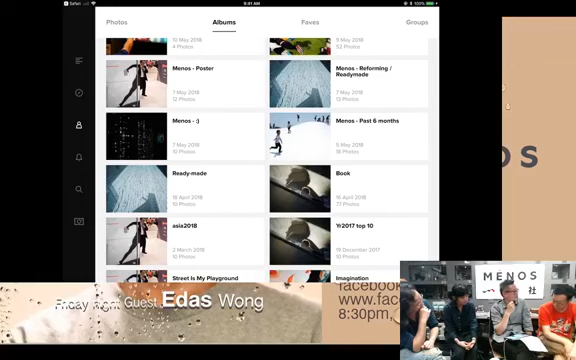 Safari
9:41 AM
100%
Photos
Albums
Faves
Groups
10 May 2018
4 Photos
9 May 2018
52 Photos
Menos - Poster
7 May 2018
12 Photos
Menos - Reforming /
Readymade
7 May 2018
13 Photos
Menos - :)
7 May 2018
10 Photos
Menos - Past 6 months
5 May 2018
18 Photos
Ready-made
18 April 2018
10 Photos
Book
16 April 2018
77 Photos
asia2018
2 March 2018
10 Photos
Yr2017 top 10
19 December 2017
10 Photos
Street Is My Playground
Imagination
OS
Friday Night Guest Edas Wong
facebook
www.fac
8:30pm,
MENOS
社